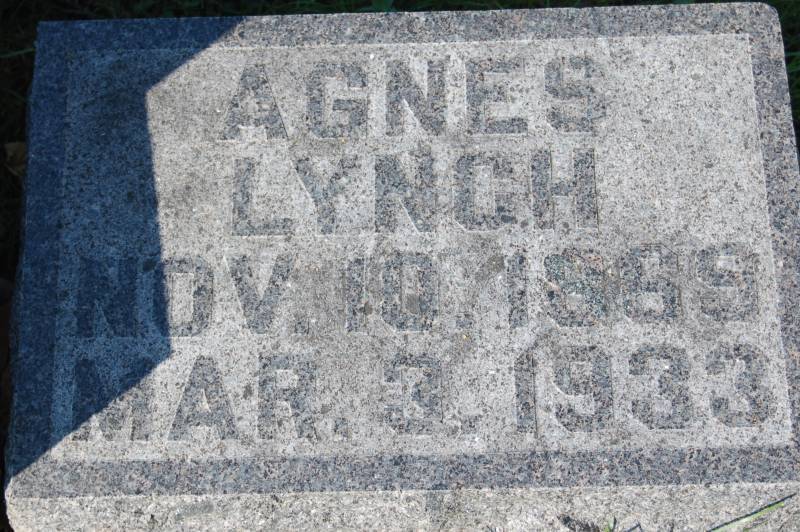 AGNES
LYNCH
NOV. 10. 1889
MAR. 3. 1933